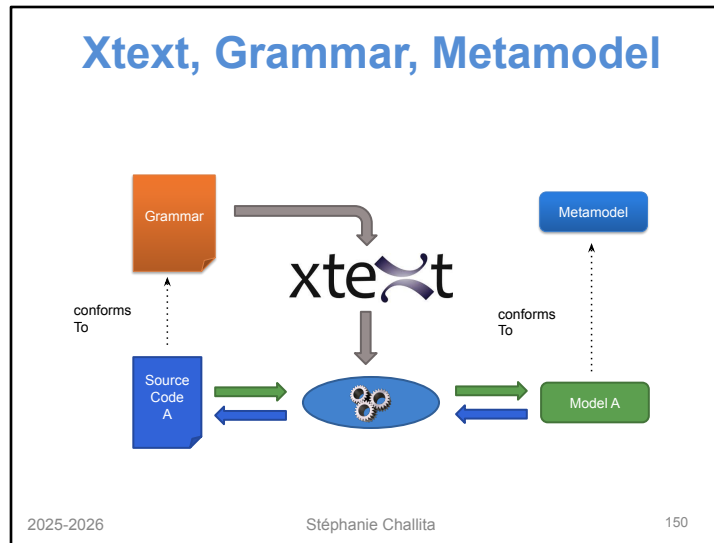 Xtext, Grammar, Metamodel
Grammar
Metamodel
xtext
conforms
To
conforms
To
Source
Code
A
Model A
2025-2026
Stéphanie Challita
150